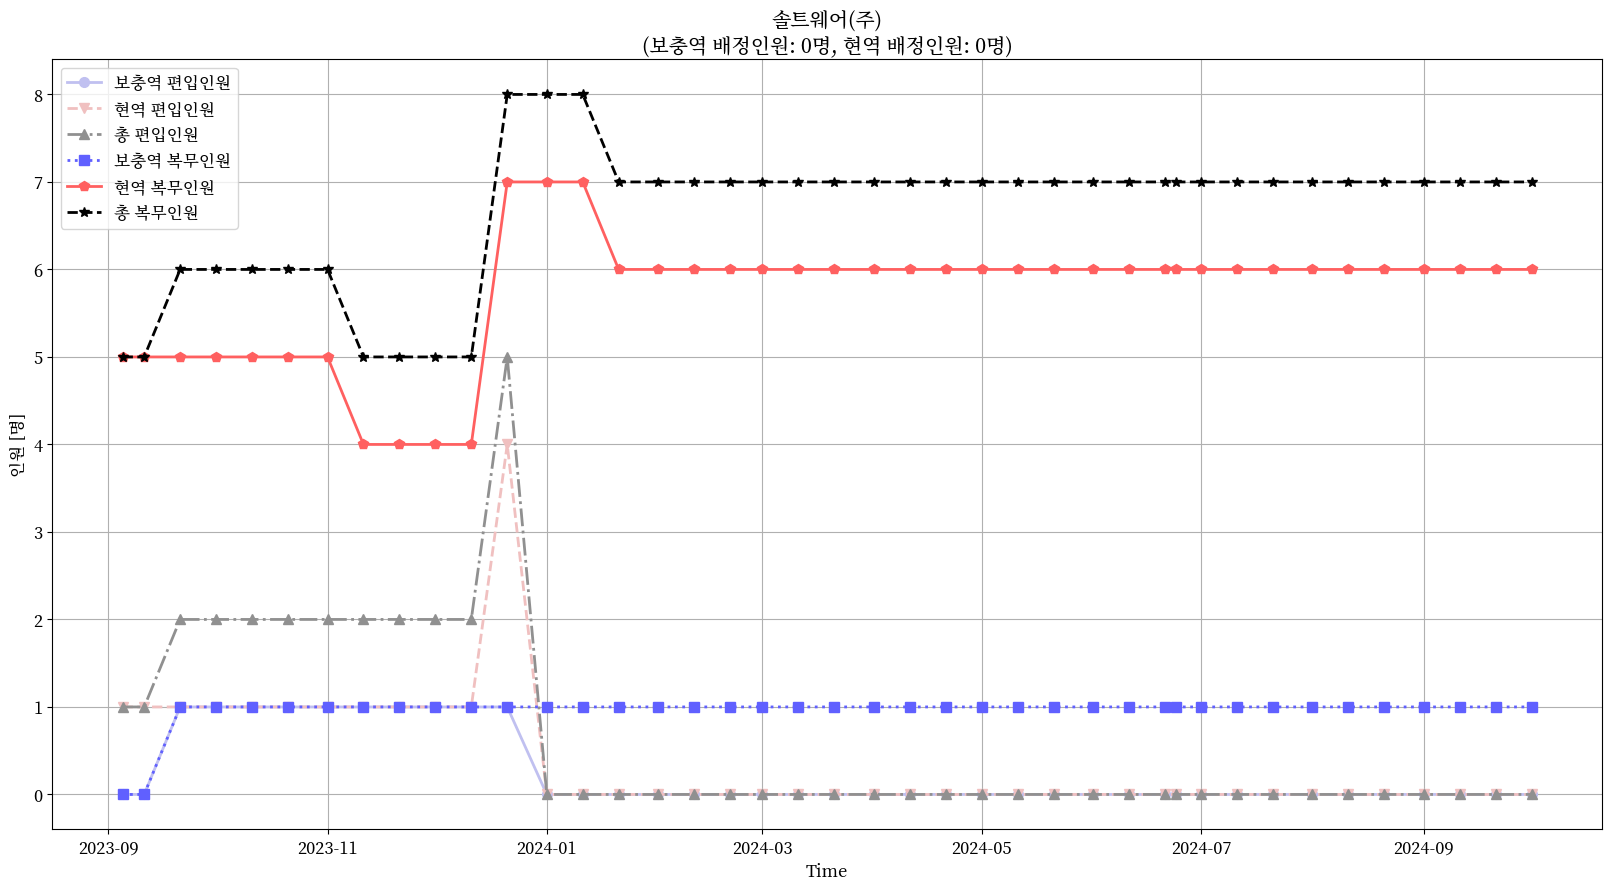 솔트웨어(주)
(보충역 배정인원: 0명, 현역 배정인원: 0명)
보충역 편입인원
현역 편입인원
총 편입인원
보충역 복무인원
현역 복무인원
총 복무인원
인원 [명]
8
7
6
5
4
3
2
1
0
2023-09
2023-11
2024-01
2024-03
2024-05
2024-07
2024-09
Time